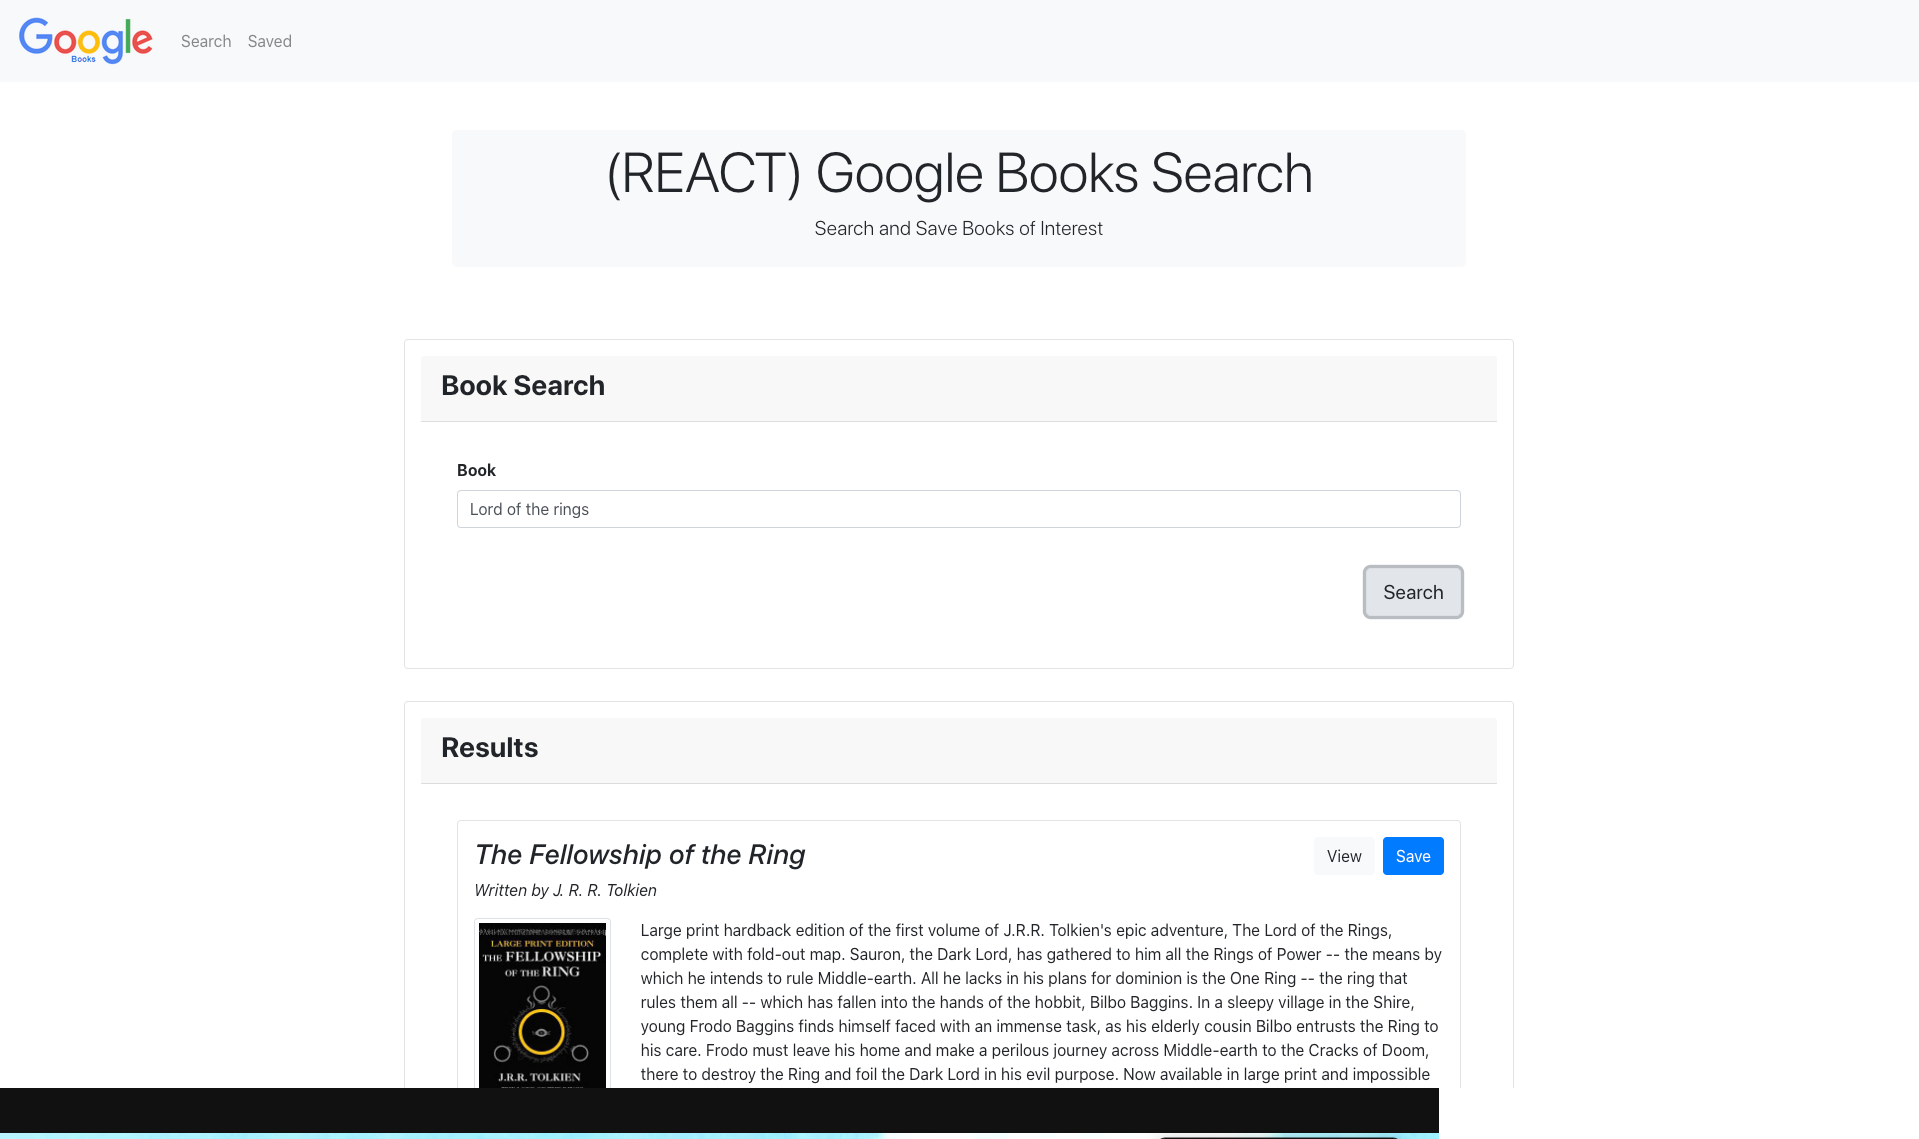 Google
Books
Search
Saved
(REACT) Google Books Search
Search and Save Books of Interest
Book Search
Book
Lord of the rings
Search
Results
The Fellowship of the Ring
View
Save
Written by J. R. R. Tolkien
LARGE PRINT EDITION
THE FELLOWSHIP
OF THE RING
J.R.R. TOLKIEN
Large print hardback edition of the first volume of J.R.R. Tolkien's epic adventure, The Lord of the Rings,
complete with fold-out map. Sauron, the Dark Lord, has gathered to him all the Rings of Power -- the means by
which he intends to rule Middle-earth. All he lacks in his plans for dominion is the One Ring -- the ring that
rules them all -- which has fallen into the hands of the hobbit, Bilbo Baggins. In a sleepy village in the Shire,
young Frodo Baggins finds himself faced with an immense task, as his elderly cousin Bilbo entrusts the Ring to
his care. Frodo must leave his home and make a perilous journey across Middle-earth to the Cracks of Doom,
there to destroy the Ring and foil the Dark Lord in his evil purpose. Now available in large print and impossible